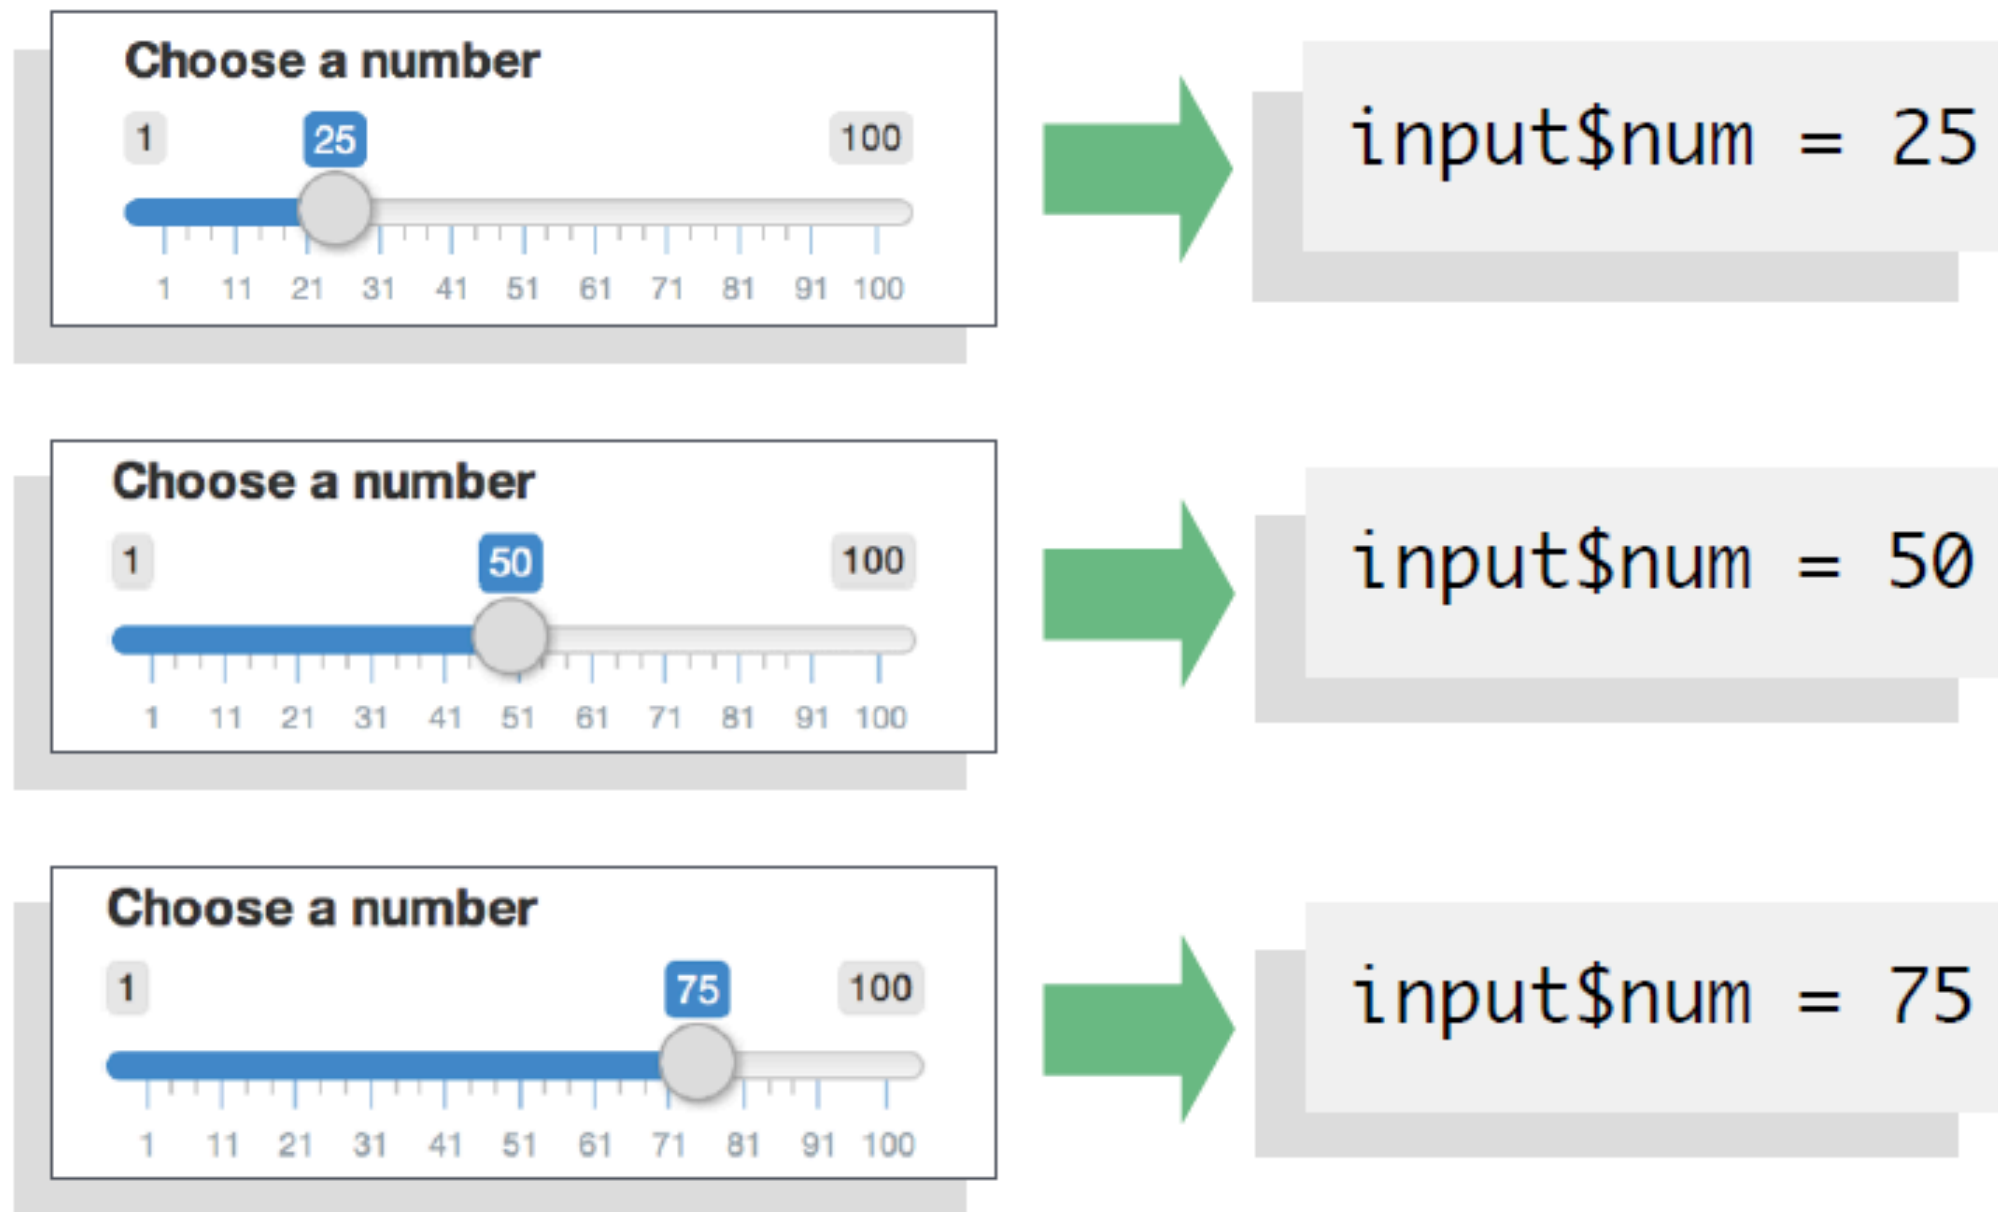 Choose a number
1 25 100
1 11 21 31 41 51 61 71 81 91 100
input$num = 25
Choose a number
1 50 100
1 11 21 31 41 51 61 71 81 91 100
input$num = 50
Choose a number
1 75 100
1 11 21 31 41 51 61 71 81 91 100
input$num = 75